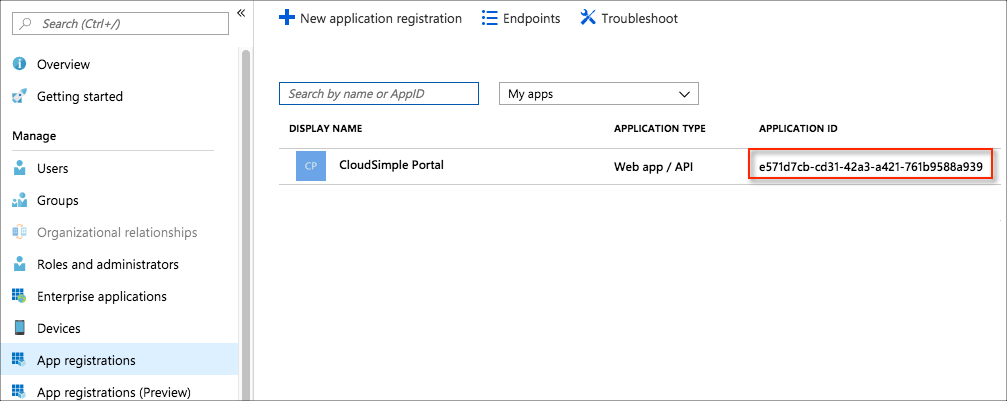 Search (Ctrl+/)
«
Overview
Getting started
Manage
Users
Groups
Organizational relationships
Roles and administrators
Enterprise applications
Devices
App registrations
App registrations (Preview)
New application registration Endpoints Troubleshoot
Search by name or AppID My apps
DISPLAY NAME APPLICATION TYPE APPLICATION ID
CP CloudSimple Portal Web app / API e571d7cb-cd31-42a3-a421-761b9588a939